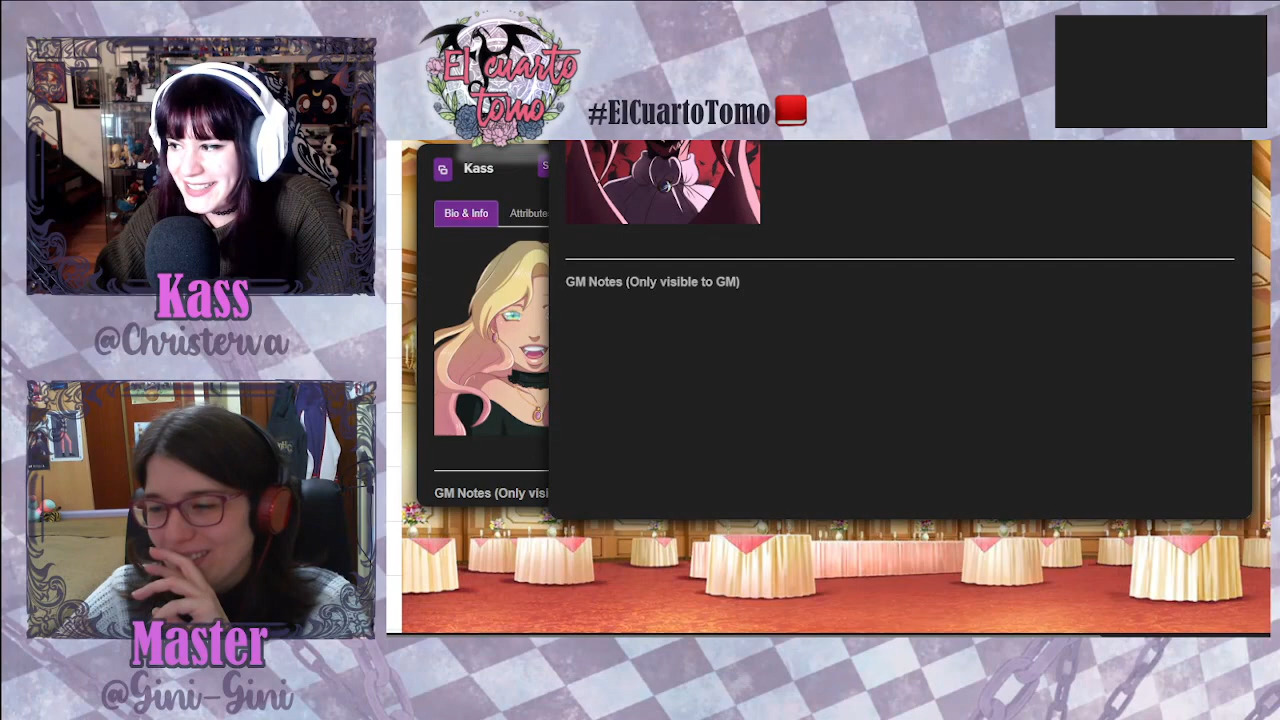 El cuarto
tomo
#ElCuartoTomo
Kass
@Christerva
Master
@Gini-Gini
Kass
S
Bio & Info
Attribute
GM Notes (Only visi
GM Notes (Only visible to GM)